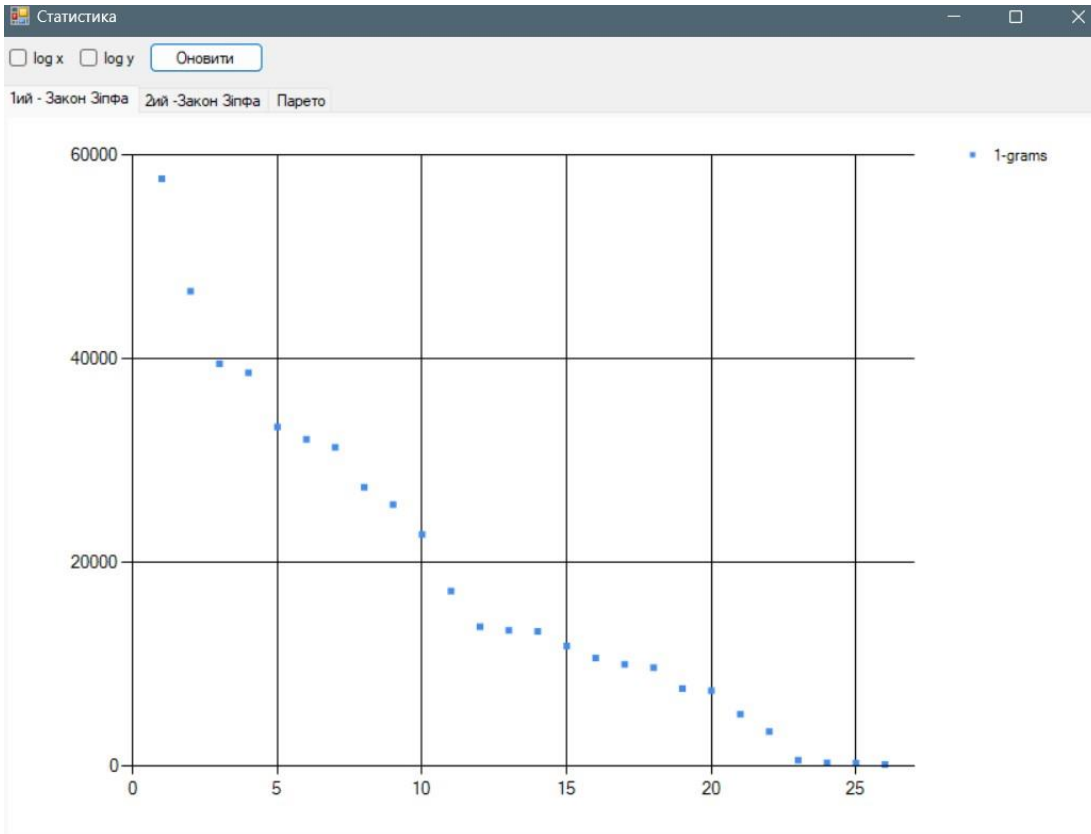 Статистика
log x log y Оновити
1ий - Закон Зіпфа 2ий -Закон Зіпфа Парето
60000
1-grams
40000
20000
0
0 5 10 15 20 25